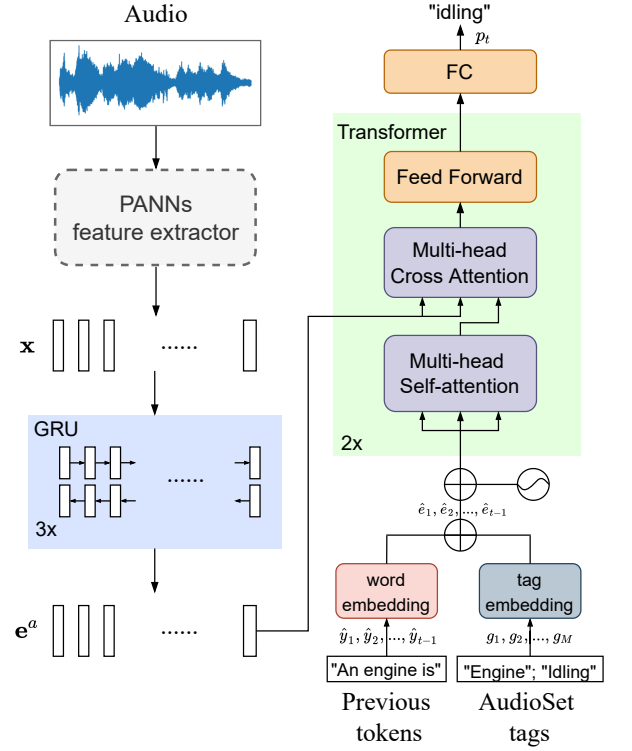 Audio
PANNs
feature extractor
x
......
GRU
......
3x
e^a
......
"idling"
p_t
FC
Transformer
Feed Forward
Multi-head
Cross Attention
Multi-head
Self-attention
2x
ê_1, ê_2, ..., ê_{t-1}
word
embedding
tag
embedding
ŷ_1, ŷ_2, ..., ŷ_{t-1}
g_1, g_2, ..., g_M
"An engine is"
"Engine"; "Idling"
Previous
tokens
AudioSet
tags